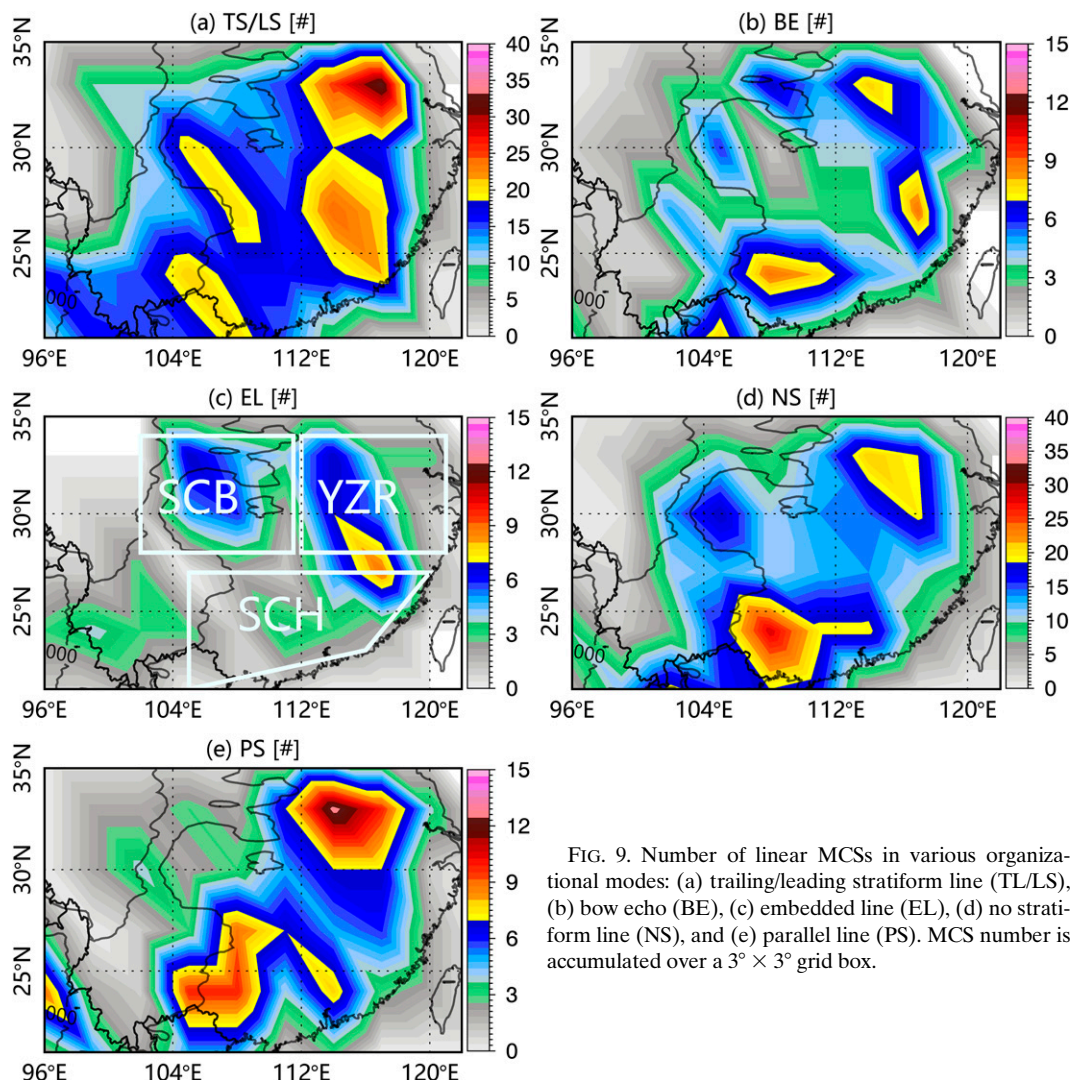 (a) TS/LS [#]
35°N
30°N
25°N
000
96°E 104°E 112°E 120°E
40
35
30
25
20
15
10
5
0
(b) BE [#]
35°N
30°N
25°N
000
96°E 104°E 112°E 120°E
15
12
9
6
3
0
(c) EL [#]
35°N
30°N
25°N
SCB
YZR
SCH
000
96°E 104°E 112°E 120°E
15
12
9
6
3
0
(d) NS [#]
35°N
30°N
25°N
000
96°E 104°E 112°E 120°E
40
35
30
25
20
15
10
5
0
(e) PS [#]
35°N
30°N
25°N
000
96°E 104°E 112°E 120°E
15
12
9
6
3
0
FIG. 9. Number of linear MCSs in various organiza-
tional modes: (a) trailing/leading stratiform line (TL/LS),
(b) bow echo (BE), (c) embedded line (EL), (d) no strati-
form line (NS), and (e) parallel line (PS). MCS number is
accumulated over a 3° × 3° grid box.